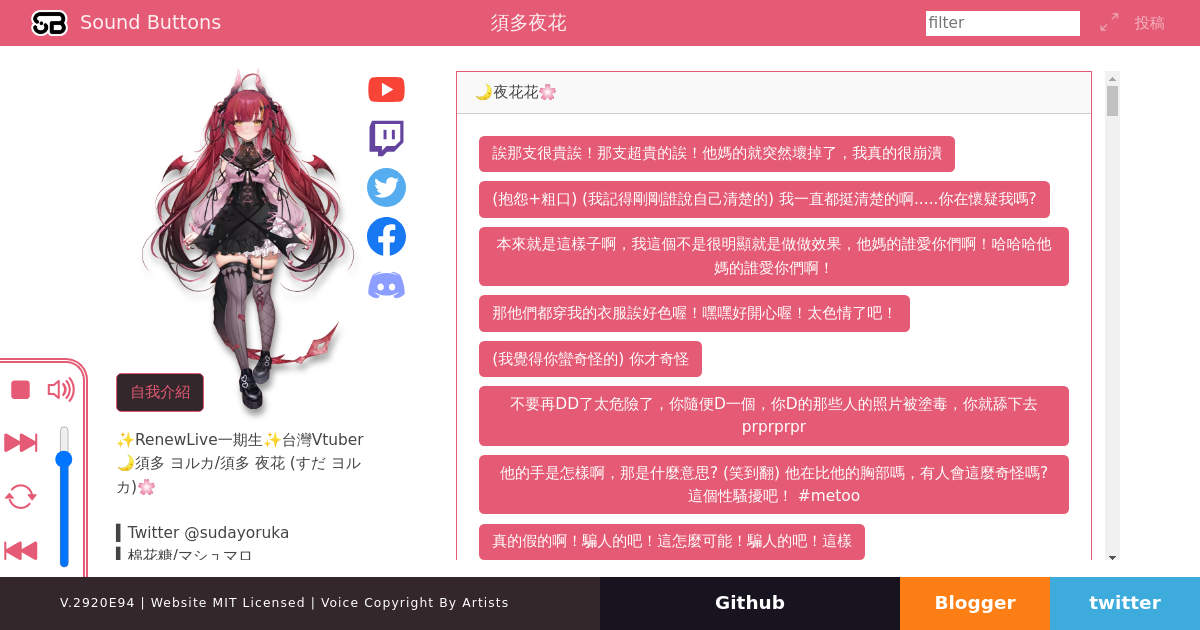 SB Sound Buttons
須多夜花
filter
投稿
🌙夜花花🌸
誒那支很貴誒！那支超貴的誒！他媽的就突然壞掉了，我真的很崩潰
(抱怨+粗口) (我記得剛剛誰說自己清楚的) 我一直都挺清楚的啊.....你在懷疑我嗎?
本來就是這樣子啊，我這個不是很明顯就是做做效果，他媽的誰愛你們啊！哈哈哈他
媽的誰愛你們啊！
那他們都穿我的衣服誒好色喔！嘿嘿好開心喔！太色情了吧！
(我覺得你蠻奇怪的) 你才奇怪
不要再DD了太危險了，你隨便D一個，你D的那些人的照片被塗毒，你就舔下去
prprprpr
他的手是怎樣啊，那是什麼意思? (笑到翻) 他在比他的胸部嗎，有人會這麼奇怪嗎?
這個性騷擾吧！ #metoo
真的假的啊！騙人的吧！這怎麼可能！騙人的吧！這樣
自我介紹
✨RenewLive一期生✨台灣Vtuber
🌙須多 ヨルカ/須多 夜花 (すだ ヨル
カ)🌸
▌Twitter @sudayoruka
▌棉花糖/マシュマロ
V.2920E94 | Website MIT Licensed | Voice Copyright By Artists
Github
Blogger
twitter